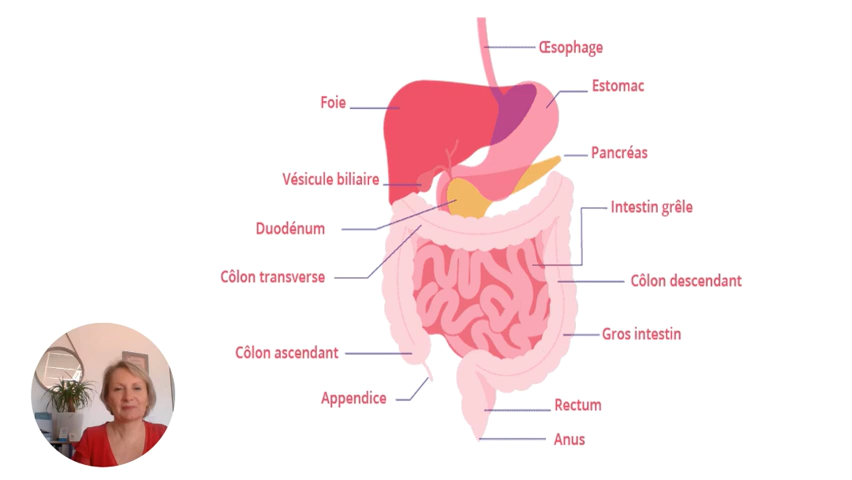 Œsophage
Estomac
Foie
Pancréas
Vésicule biliaire
Intestin grêle
Duodénum
Côlon transverse
Côlon descendant
Gros intestin
Côlon ascendant
Appendice
Rectum
Anus